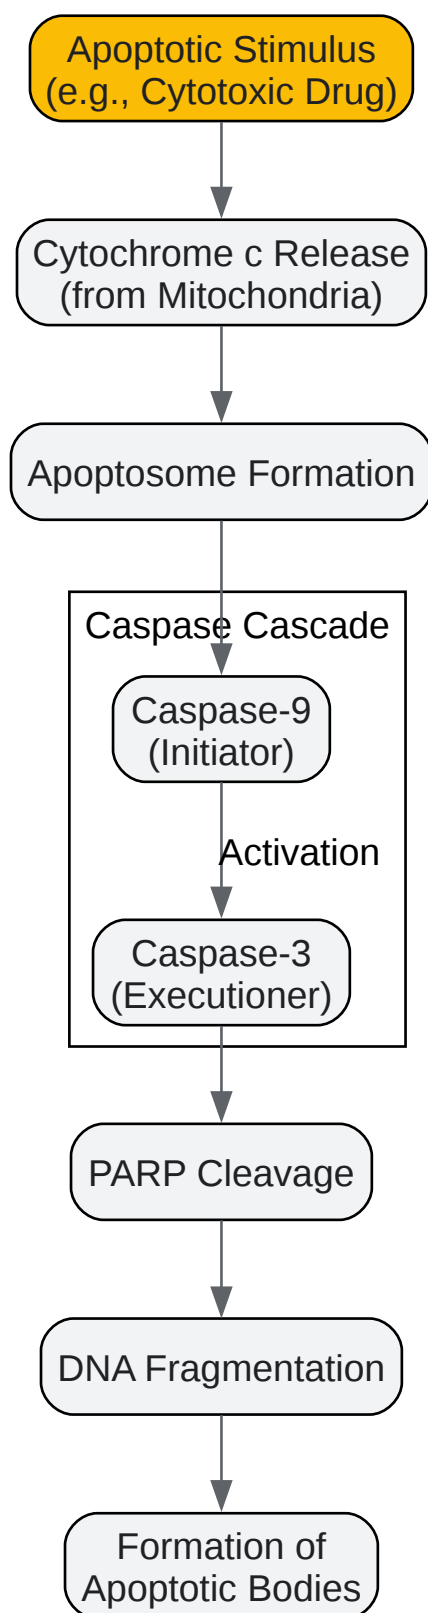 Apoptotic Stimulus
(e.g., Cytotoxic Drug)
Cytochrome c Release
(from Mitochondria)
Apoptosome Formation
Caspase Cascade
Caspase-9
(Initiator)
Activation
Caspase-3
(Executioner)
PARP Cleavage
DNA Fragmentation
Formation of
Apoptotic Bodies